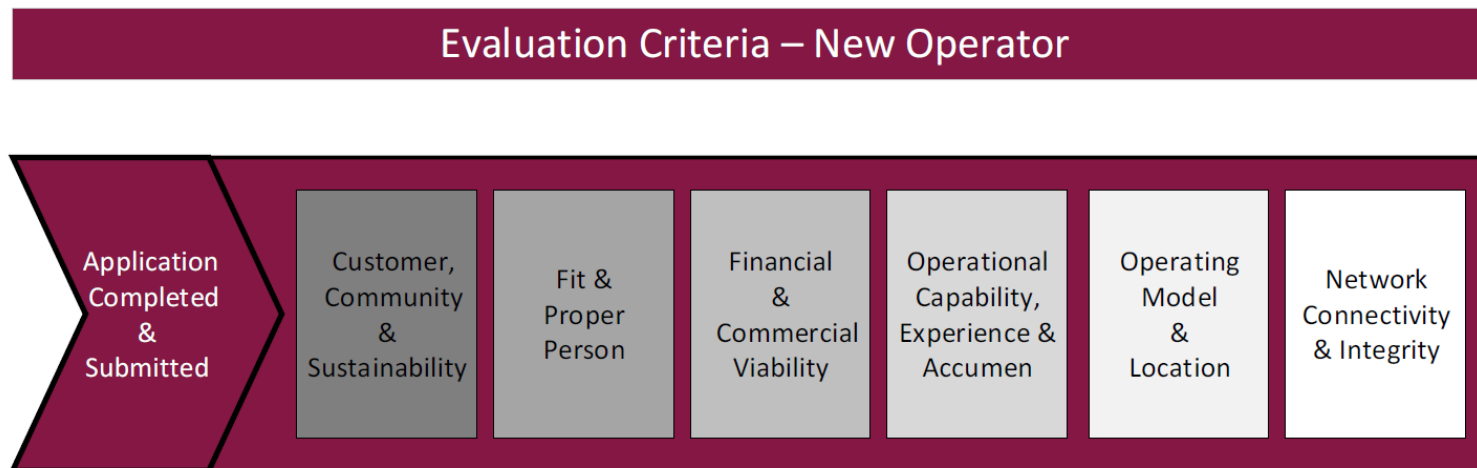 Evaluation Criteria – New Operator
Application
Completed
&
Submitted
Customer,
Community
&
Sustainability
Fit &
Proper
Person
Financial
&
Commercial
Viability
Operational
Capability,
Experience &
Accumen
Operating
Model
&
Location
Network
Connectivity
& Integrity